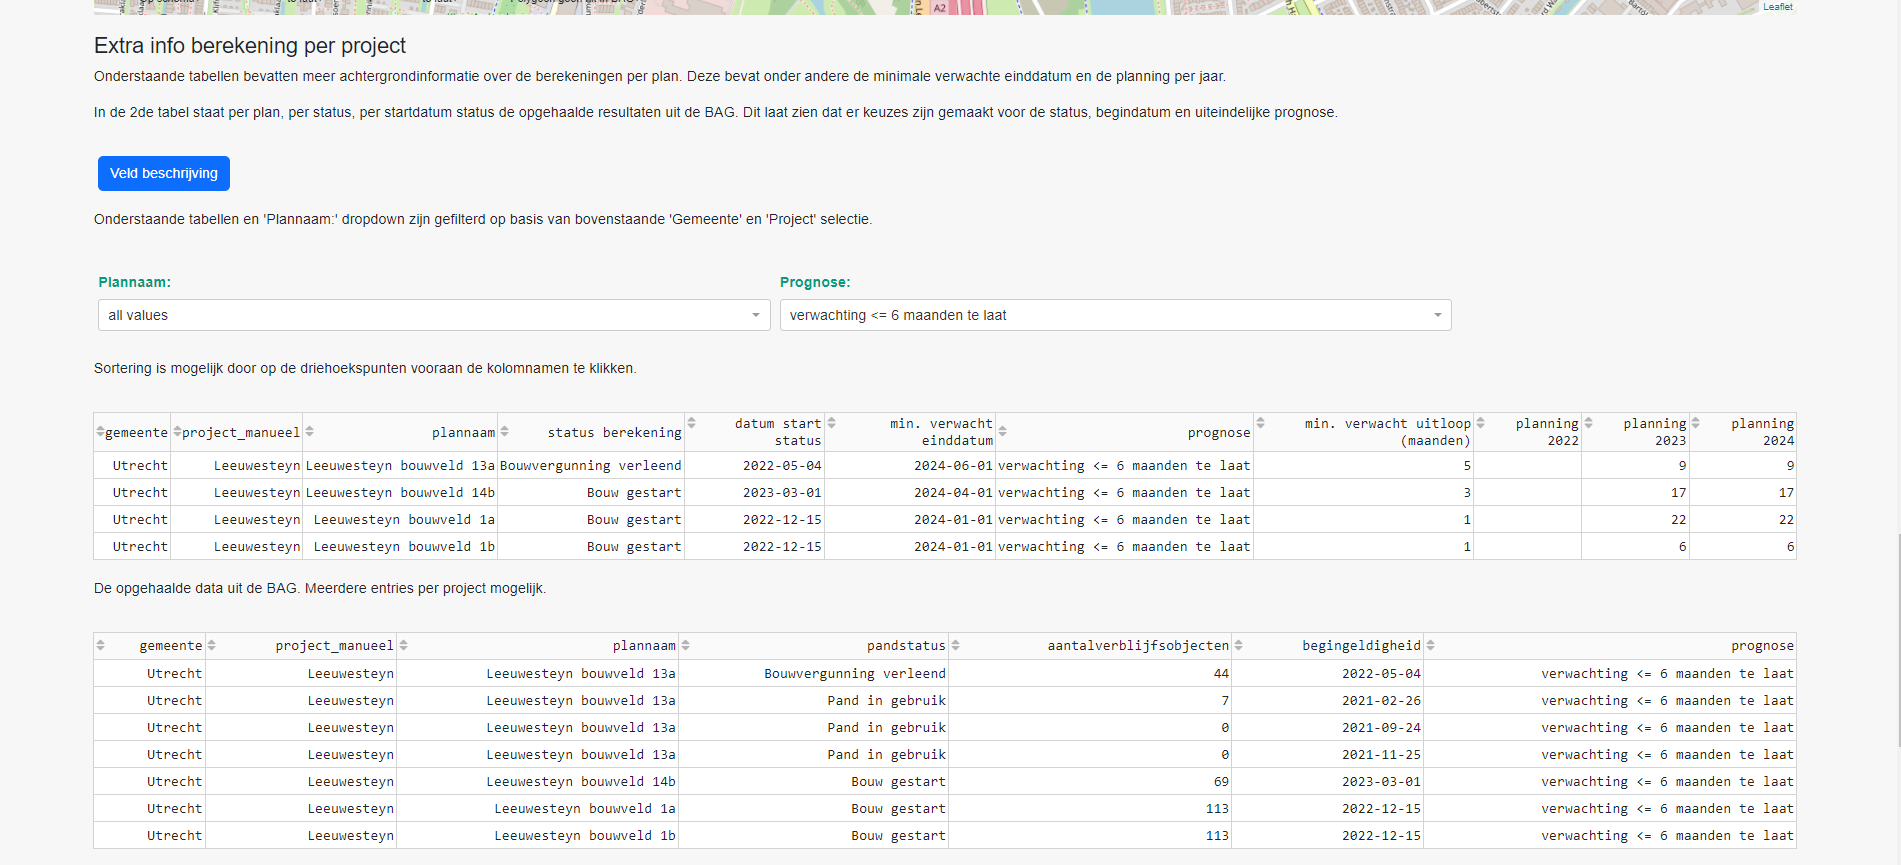 A2
Leaflet
Extra info berekening per project
Onderstaande tabellen bevatten meer achtergrondinformatie over de berekeningen per plan. Deze bevat onder andere de minimale verwachte einddatum en de planning per jaar.
In de 2de tabel staat per plan, per status, per startdatum status de opgehaalde resultaten uit de BAG. Dit laat zien dat er keuzes zijn gemaakt voor de status, begindatum en uiteindelijke prognose.
Veld beschrijving
Onderstaande tabellen en 'Plannaam:' dropdown zijn gefilterd op basis van bovenstaande 'Gemeente' en 'Project' selectie.
Plannaam: Prognose:
all values verwachting <= 6 maanden te laat
Sortering is mogelijk door op de driehoekspunten vooraan de kolomnamen te klikken.
gemeente project_manueel plannaam status berekening datum start status min. verwacht einddatum prognose min. verwacht uitloop (maanden) planning 2022 planning 2023 planning 2024
Utrecht Leeuwesteyn Leeuwesteyn bouwveld 13a Bouwvergunning verleend 2022-05-04 2024-06-01 verwachting <= 6 maanden te laat 5 9 9
Utrecht Leeuwesteyn Leeuwesteyn bouwveld 14b Bouw gestart 2023-03-01 2024-04-01 verwachting <= 6 maanden te laat 3 17 17
Utrecht Leeuwesteyn Leeuwesteyn bouwveld 1a Bouw gestart 2022-12-15 2024-01-01 verwachting <= 6 maanden te laat 1 22 22
Utrecht Leeuwesteyn Leeuwesteyn bouwveld 1b Bouw gestart 2022-12-15 2024-01-01 verwachting <= 6 maanden te laat 1 6 6
De opgehaalde data uit de BAG. Meerdere entries per project mogelijk.
gemeente project_manueel plannaam pandstatus aantalverblijfsobjecten begingeldigheid prognose
Utrecht Leeuwesteyn Leeuwesteyn bouwveld 13a Bouwvergunning verleend 44 2022-05-04 verwachting <= 6 maanden te laat
Utrecht Leeuwesteyn Leeuwesteyn bouwveld 13a Pand in gebruik 7 2021-02-26 verwachting <= 6 maanden te laat
Utrecht Leeuwesteyn Leeuwesteyn bouwveld 13a Pand in gebruik 0 2021-09-24 verwachting <= 6 maanden te laat
Utrecht Leeuwesteyn Leeuwesteyn bouwveld 13a Pand in gebruik 0 2021-11-25 verwachting <= 6 maanden te laat
Utrecht Leeuwesteyn Leeuwesteyn bouwveld 14b Bouw gestart 69 2023-03-01 verwachting <= 6 maanden te laat
Utrecht Leeuwesteyn Leeuwesteyn bouwveld 1a Bouw gestart 113 2022-12-15 verwachting <= 6 maanden te laat
Utrecht Leeuwesteyn Leeuwesteyn bouwveld 1b Bouw gestart 113 2022-12-15 verwachting <= 6 maanden te laat